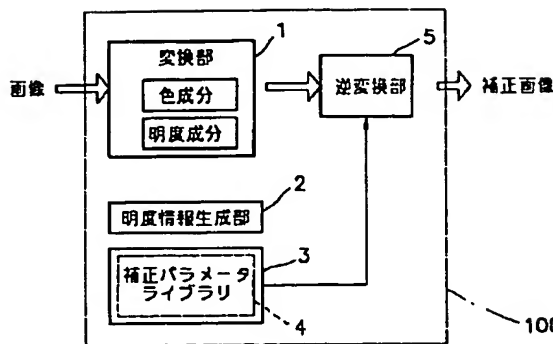 画像
変換部
色成分
明度成分
1
逆変換部
5
補正画像
明度情報生成部
2
補正パラメータ
ライブラリ
3
4
100